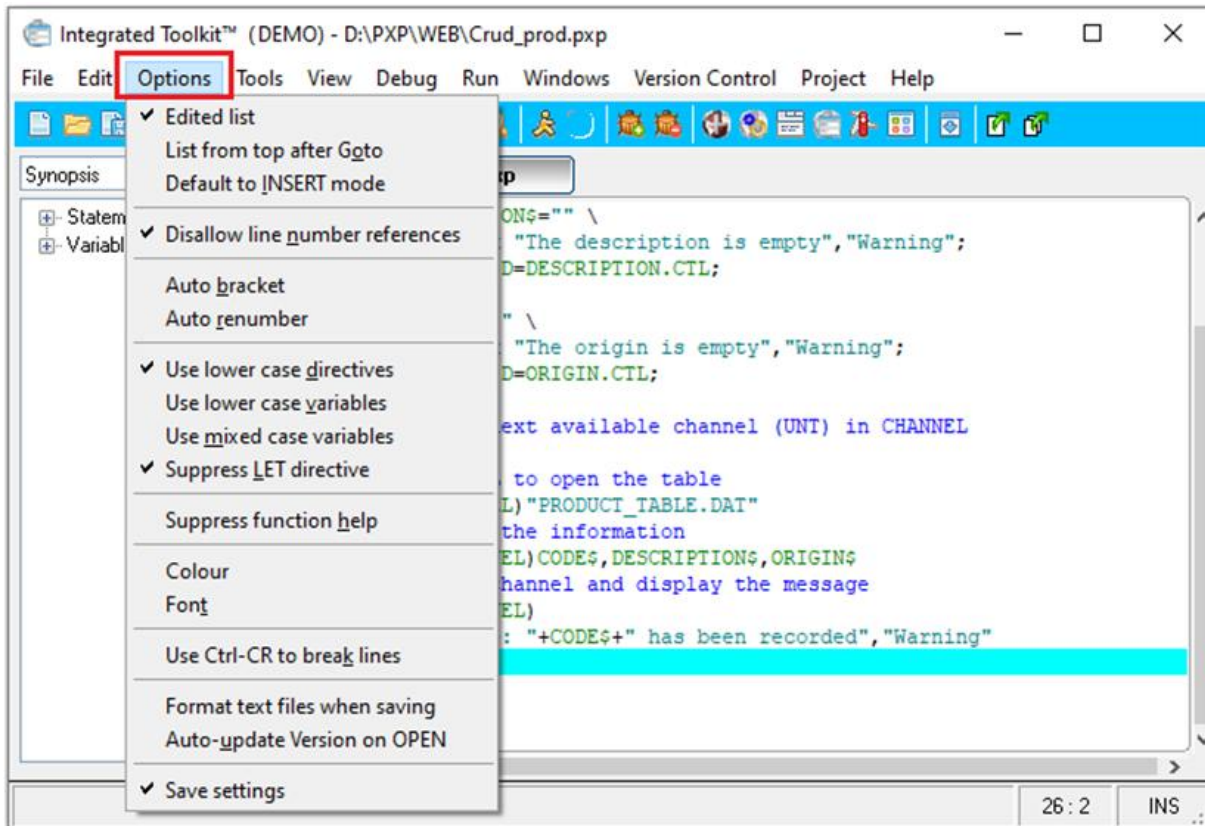 Integrated Toolkit™ (DEMO) - D:\PXP\WEB\Crud_prod.pxp
File Edit Options Tools View Debug Run Windows Version Control Project Help
Synopsis
Statem
Variabl
Edited list
List from top after Goto
Default to INSERT mode
Disallow line number references
Auto bracket
Auto renumber
Use lower case directives
Use lower case variables
Use mixed case variables
Suppress LET directive
Suppress function help
Colour
Font
Use Ctrl-CR to break lines
Format text files when saving
Auto-update Version on OPEN
Save settings
xp
ON$="" \
"The description is empty","Warning";
D=DESCRIPTION.CTL;
" \
"The origin is empty","Warning";
D=ORIGIN.CTL;
ext available channel (UNT) in CHANNEL
to open the table
L)"PRODUCT_TABLE.DAT"
the information
EL)CODE$,DESCRIPTION$,ORIGIN$
hannel and display the message
EL)
: "+CODE$+" has been recorded","Warning"
26 : 2 INS